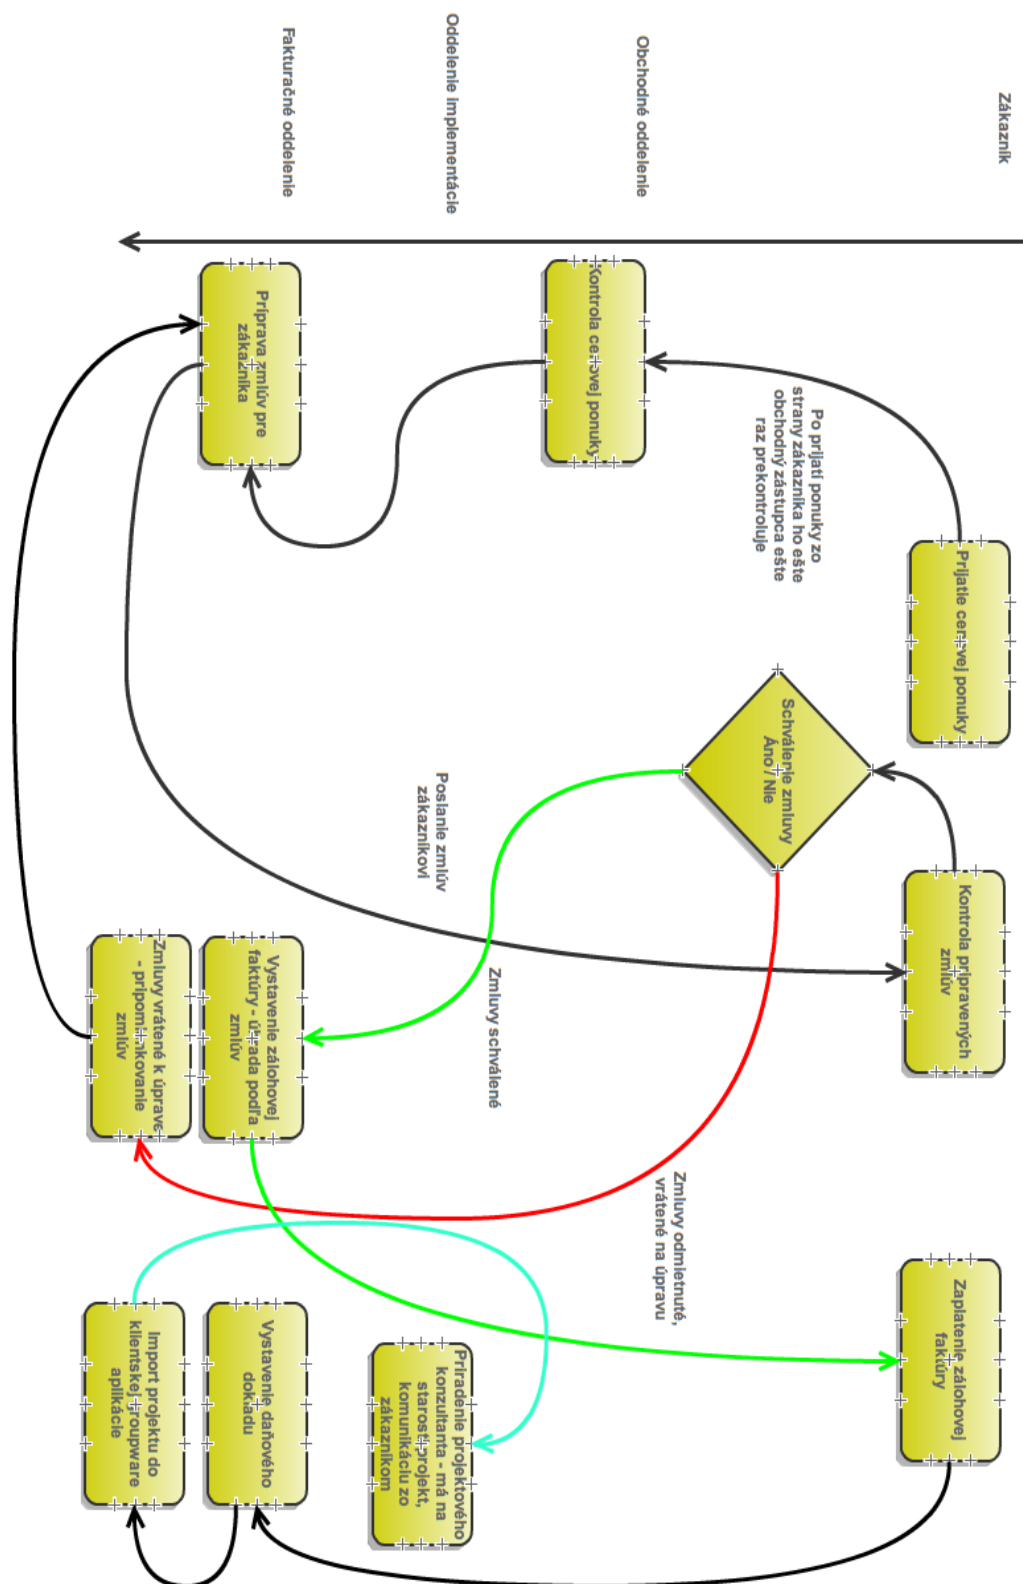 Zákazník
Obchodné oddelenie
Oddelenie implementácie
Fakturačné oddelenie
Prijatie cenovej ponuky
Po prijatí ponuky zo
strany zákazníka ho ešte
obchodný zástupca ešte
raz prekontroluje
Kontrola cenovej ponuky
Príprava zmlúv pre
zákazníka
Poslanie zmlúv
zákazníkovi
Kontrola pripravených
zmlúv
Schválenie zmluvy
Áno / Nie
Zmluvy schválené
Vystavenie zálohovej
faktúry - úhrada podľa
zmlúv
Zmluvy vrátené k úprave
- pripomienkovanie
zmlúv
Zmluvy odmietnuté,
vrátené na úpravu
Zaplatenie zálohovej
faktúry
Priradenie projektového
konzultanta - má na
starosti projekt,
komunikáciu zo
zákazníkom
Vystavenie daňového
dokladu
Import projektu do
klientskej groupware
aplikácie